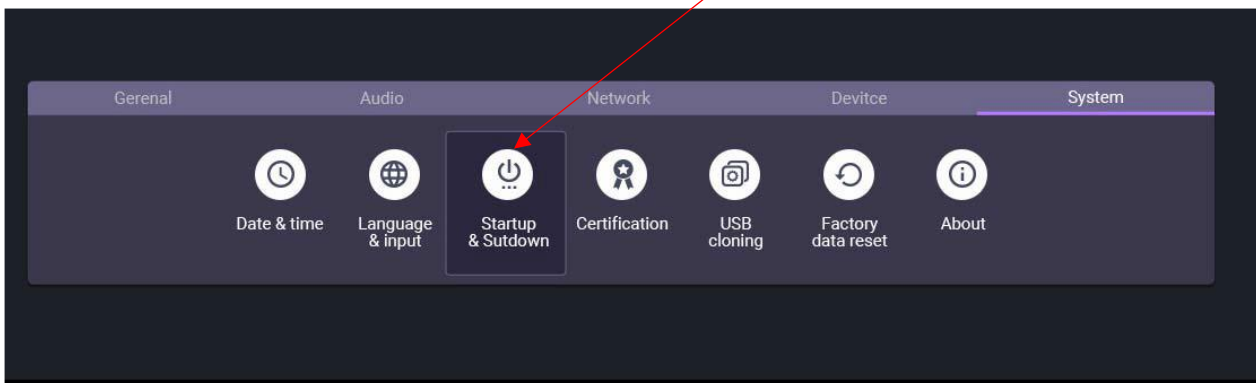 Gerenal Audio Network Devitce System
Date & time
Language
& input
Startup
& Sutdown
Certification
USB
cloning
Factory
data reset
About